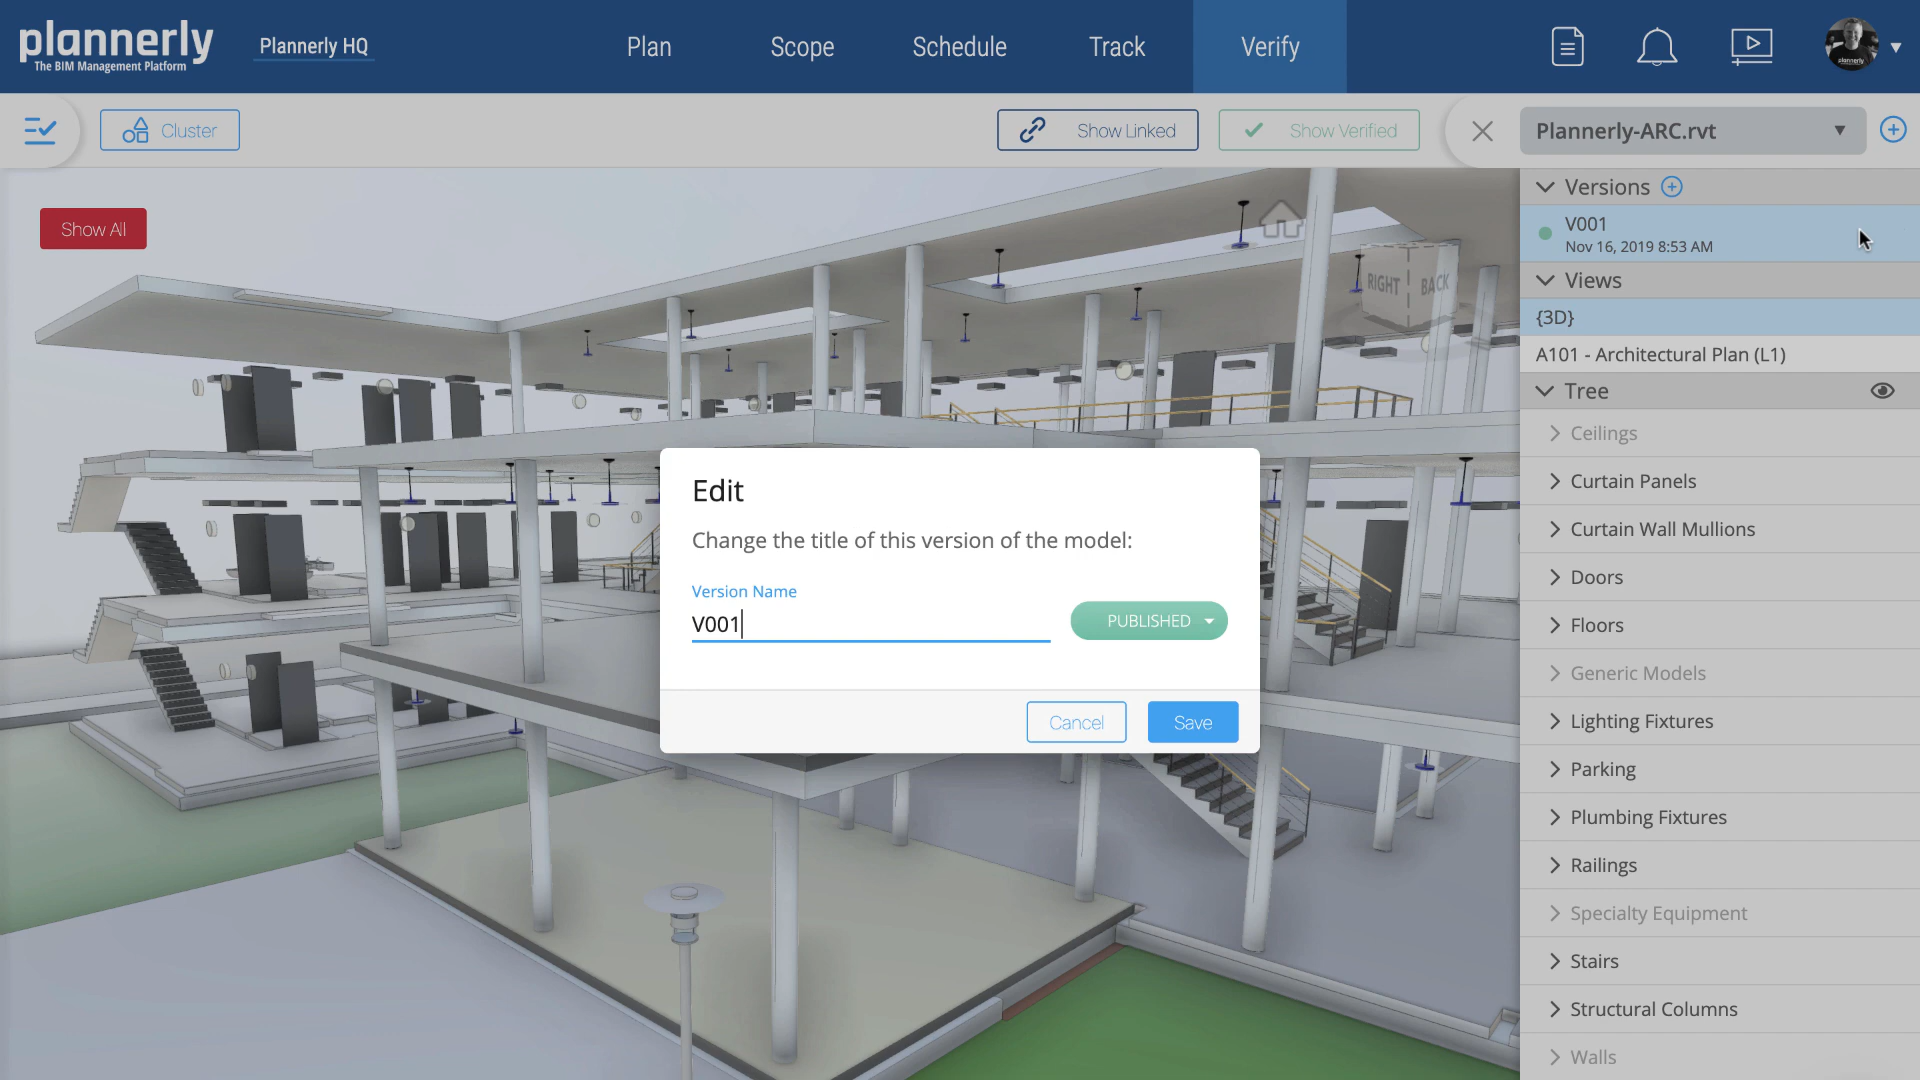 plannerly
The BIM Management Platform
Plannerly HQ
Plan
Scope
Schedule
Track
Verify
Cluster
Show Linked
Show Verified
Plannerly-ARC.rvt
Show All
Versions
V001
Nov 16, 2019 8:53 AM
Views
{3D}
A101 - Architectural Plan (L1)
Tree
Ceilings
Curtain Panels
Curtain Wall Mullions
Doors
Floors
Generic Models
Lighting Fixtures
Parking
Plumbing Fixtures
Railings
Specialty Equipment
Stairs
Structural Columns
Walls
RIGHT
BACK
Edit
Change the title of this version of the model:
Version Name
V001
PUBLISHED
Cancel
Save